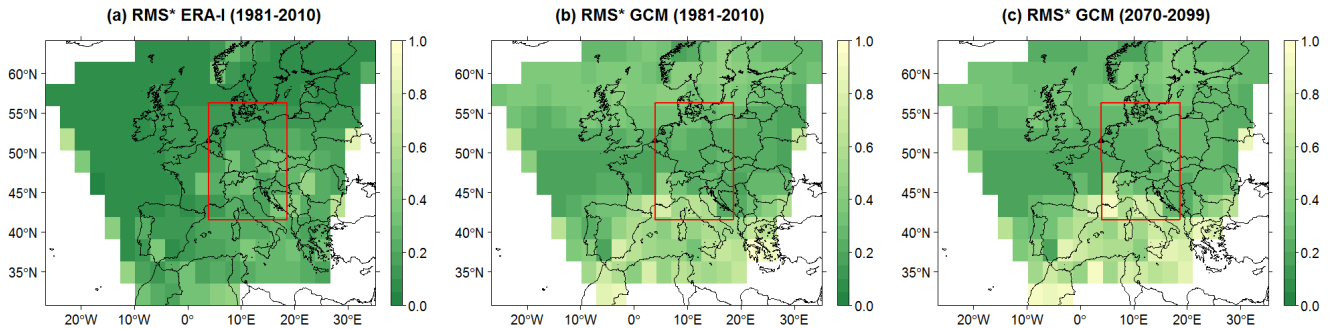 (a) RMS* ERA-I (1981-2010)
60°N
55°N
50°N
45°N
40°N
35°N
20°W 10°W 0° 10°E 20°E 30°E
1.0
0.8
0.6
0.4
0.2
0.0
(b) RMS* GCM (1981-2010)
60°N
55°N
50°N
45°N
40°N
35°N
20°W 10°W 0° 10°E 20°E 30°E
1.0
0.8
0.6
0.4
0.2
0.0
(c) RMS* GCM (2070-2099)
60°N
55°N
50°N
45°N
40°N
35°N
20°W 10°W 0° 10°E 20°E 30°E
1.0
0.8
0.6
0.4
0.2
0.0